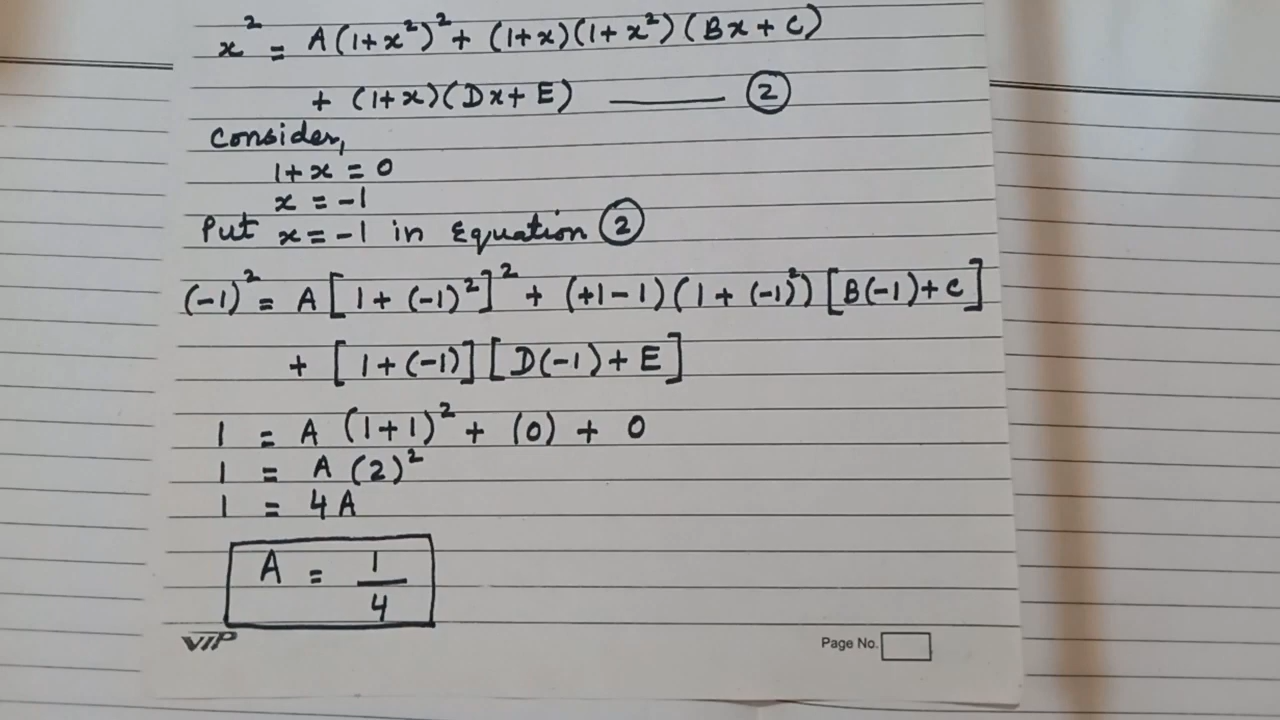 x² = A(1+x²)² + (1+x)(1+x²)(Bx+C)
+ (1+x)(Dx+E) —— ②
Consider,
1+x = 0
x = -1
Put x = -1 in Equation ②
(-1)² = A[1+(-1)²]² + (+1-1)(1+(-1)²)[B(-1)+C]
+ [1+(-1)][D(-1)+E]
1 = A (1+1)² + (0) + 0
1 = A (2)²
1 = 4A
A = 1/4
VIP
Page No.